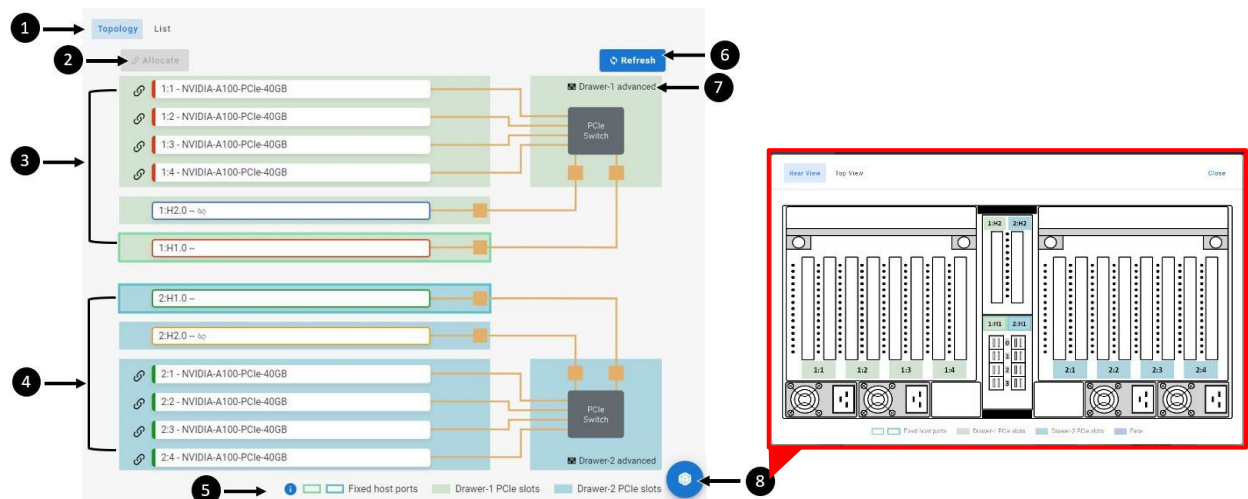 1 Topology List
2 Allocate Refresh 6
1:1 - NVIDIA-A100-PCIe-40GB Drawer-1 advanced 7
1:2 - NVIDIA-A100-PCIe-40GB
PCIe
Switch
3 1:3 - NVIDIA-A100-PCIe-40GB
1:4 - NVIDIA-A100-PCIe-40GB
1:H2.0 --
1:H1.0 --
2:H1.0 --
2:H2.0 --
4 2:1 - NVIDIA-A100-PCIe-40GB
2:2 - NVIDIA-A100-PCIe-40GB
PCIe
Switch
2:3 - NVIDIA-A100-PCIe-40GB
2:4 - NVIDIA-A100-PCIe-40GB Drawer-2 advanced
5 Fixed host ports Drawer-1 PCIe slots Drawer-2 PCIe slots 8
Rear View Top View Close
1:H2 2:H2
1:H1 2:H1
0
1
2
3
1:1 1:2 1:3 1:4 2:1 2:2 2:3 2:4
Fixed host ports Drawer-1 PCIe slots Drawer-2 PCIe slots Fans